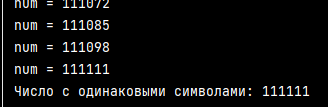 num = 111072
num = 111085
num = 111098
num = 111111
Число с одинаковыми символами: 111111